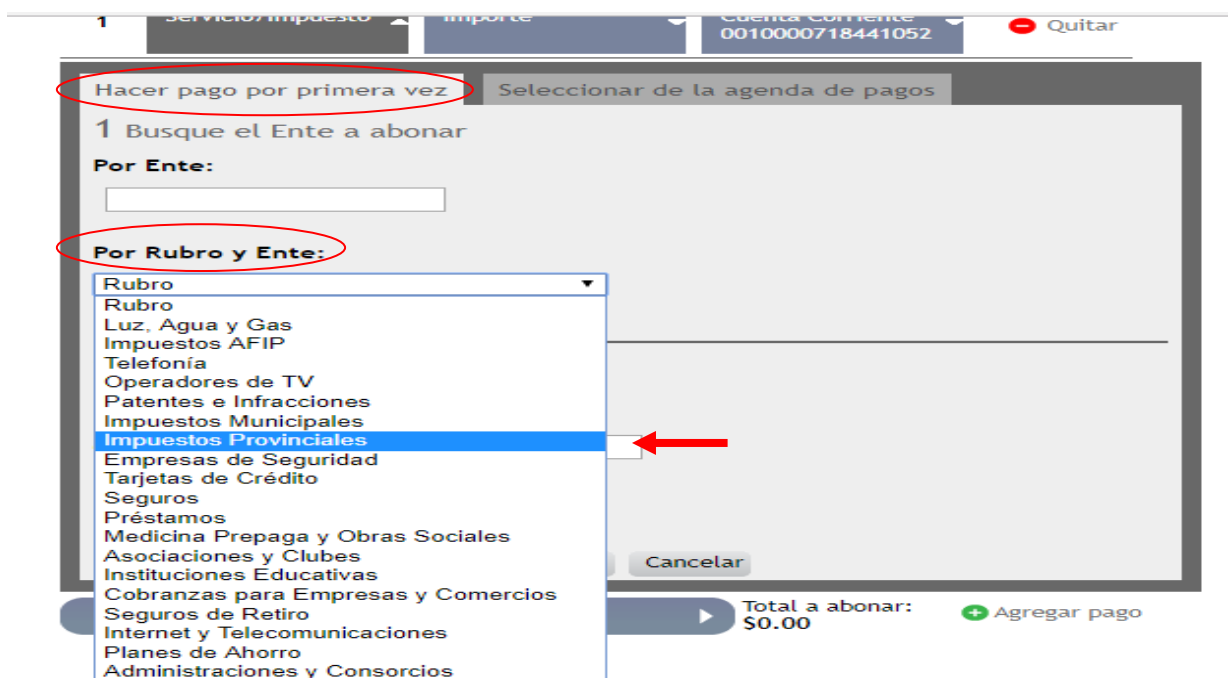 1 Servicio/Impuesto Importe Cuenta Corriente
0010000718441052 Quitar
Hacer pago por primera vez Seleccionar de la agenda de pagos
1 Busque el Ente a abonar
Por Ente:
Por Rubro y Ente:
Rubro
Rubro
Luz, Agua y Gas
Impuestos AFIP
Telefonía
Operadores de TV
Patentes e Infracciones
Impuestos Municipales
Impuestos Provinciales
Empresas de Seguridad
Tarjetas de Crédito
Seguros
Préstamos
Medicina Prepaga y Obras Sociales
Asociaciones y Clubes
Instituciones Educativas
Cobranzas para Empresas y Comercios
Seguros de Retiro
Internet y Telecomunicaciones
Planes de Ahorro
Administraciones y Consorcios
Cancelar
Total a abonar:
$0.00
Agregar pago